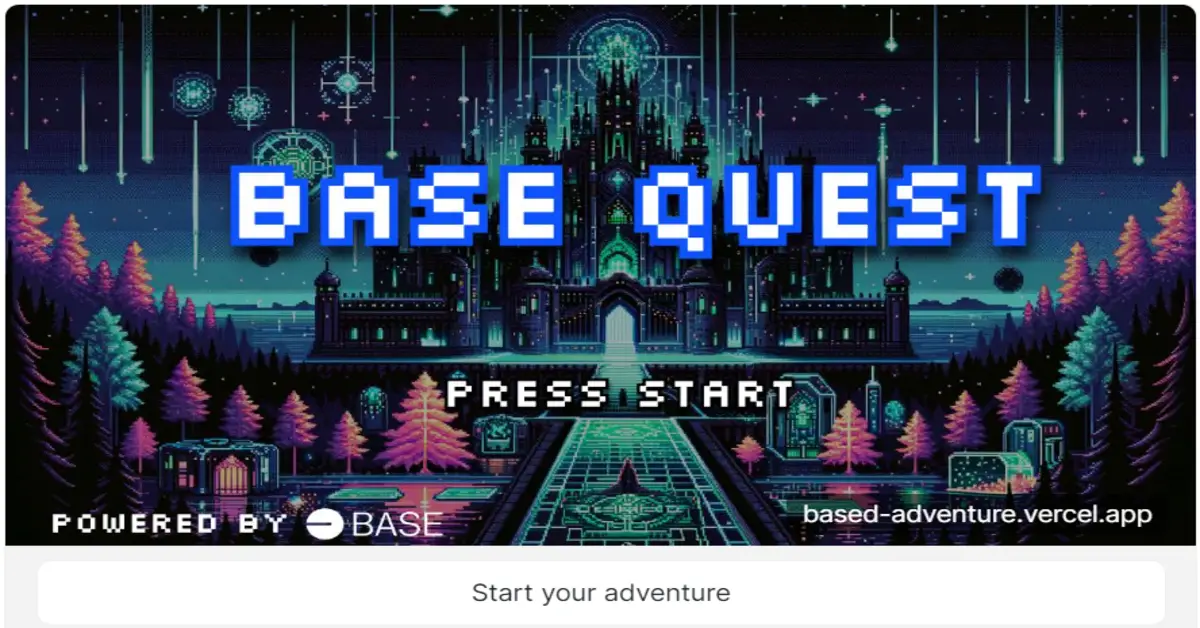 BASE QUEST
PRESS START
POWERED BY BASE
based-adventure.vercel.app
Start your adventure